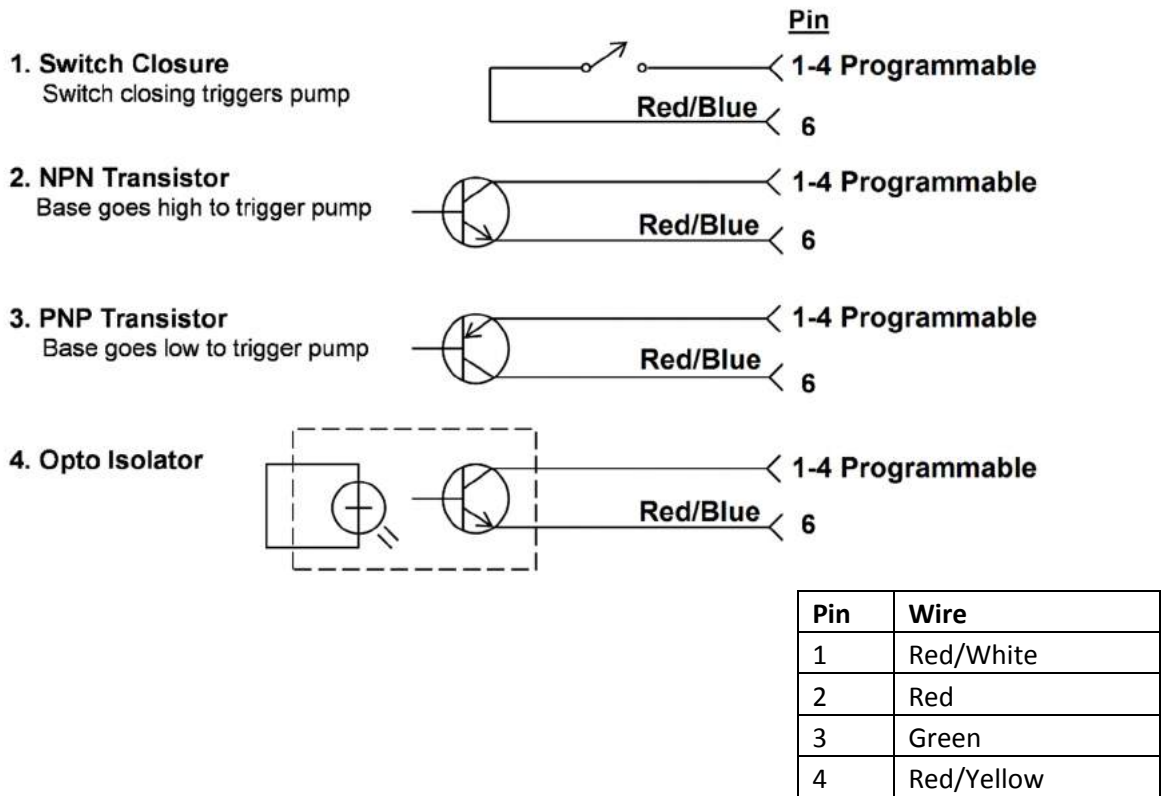 Pin
1. Switch Closure
Switch closing triggers pump
1-4 Programmable
Red/Blue
6
2. NPN Transistor
Base goes high to trigger pump
1-4 Programmable
Red/Blue
6
3. PNP Transistor
Base goes low to trigger pump
1-4 Programmable
Red/Blue
6
4. Opto Isolator
1-4 Programmable
Red/Blue
6
Pin Wire
1 Red/White
2 Red
3 Green
4 Red/Yellow